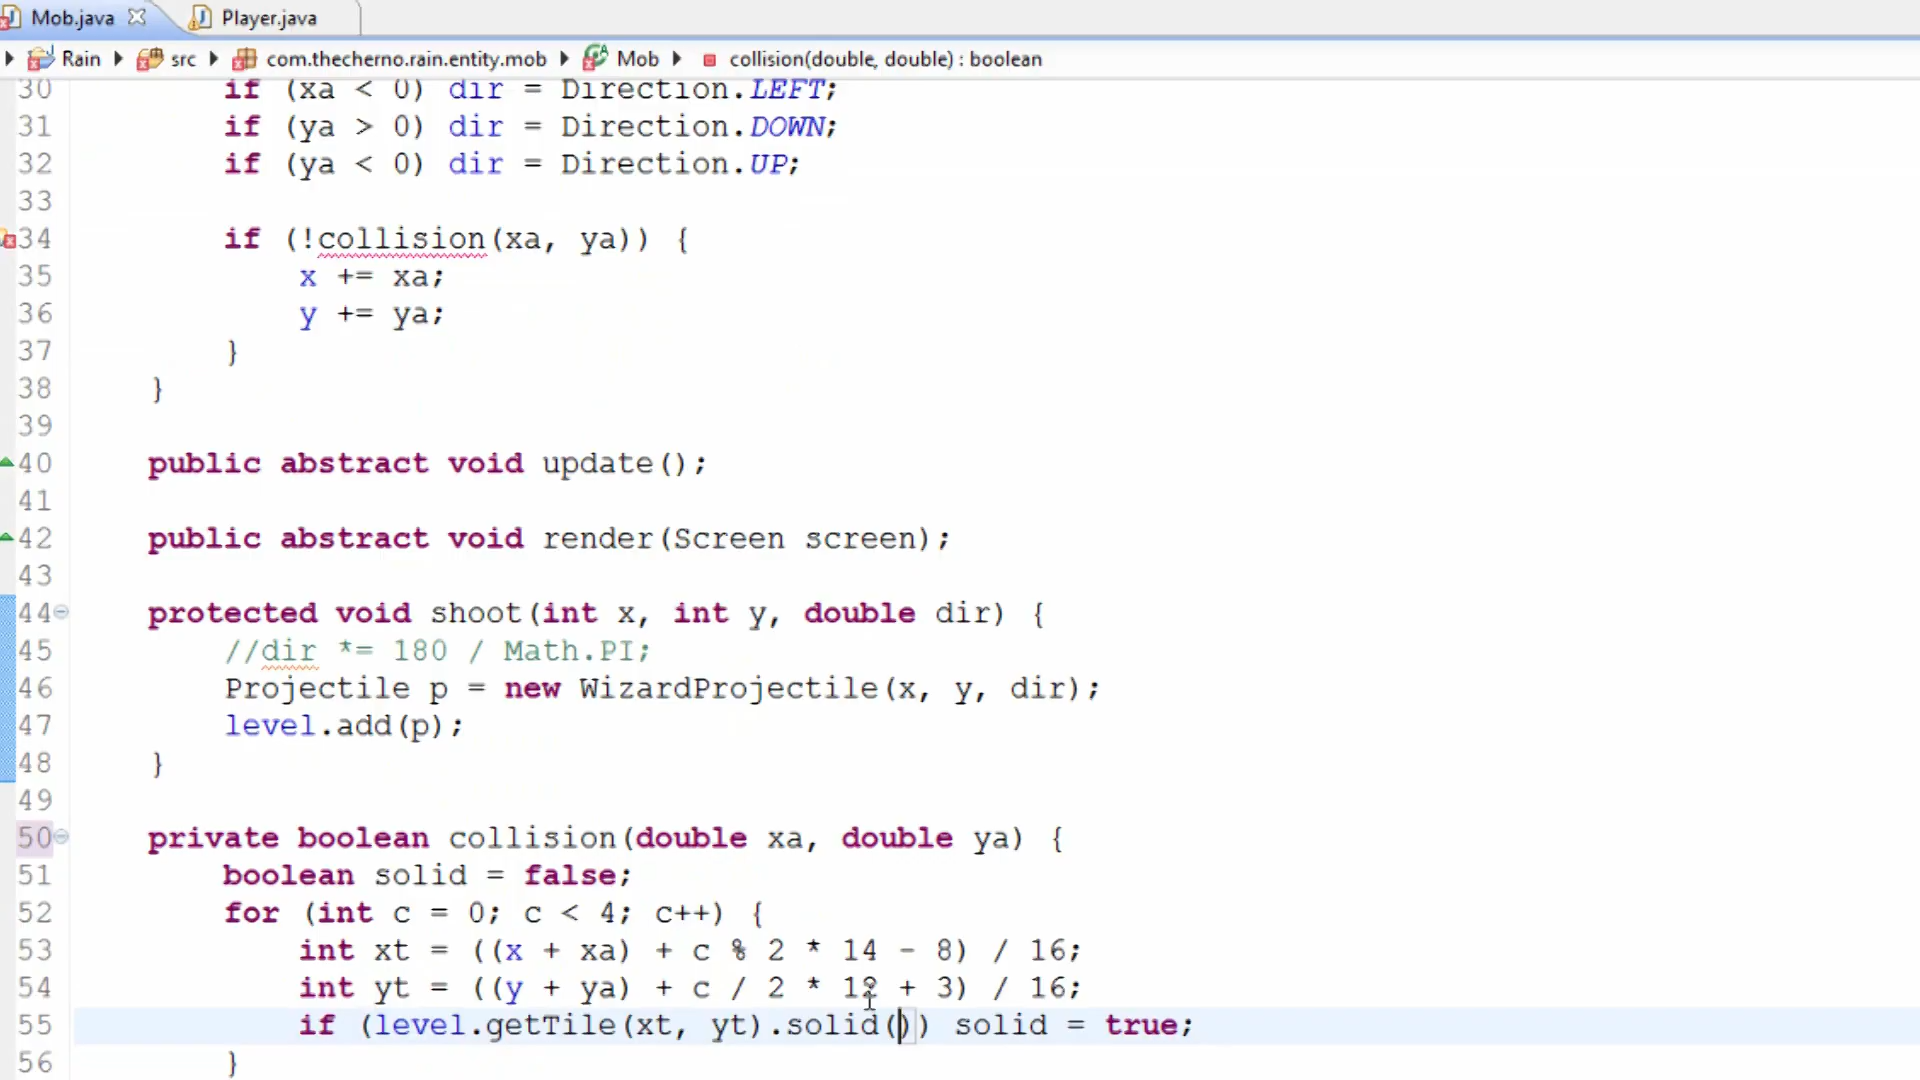 Mob.java Player.java
Rain src com.thecherno.rain.entity.mob Mob collision(double, double) : boolean
30 if (xa < 0) dir = Direction.LEFT;
31 if (ya > 0) dir = Direction.DOWN;
32 if (ya < 0) dir = Direction.UP;
33
34 if (!collision(xa, ya)) {
35 x += xa;
36 y += ya;
37 }
38 }
39
40 public abstract void update();
41
42 public abstract void render(Screen screen);
43
44 protected void shoot(int x, int y, double dir) {
45 //dir *= 180 / Math.PI;
46 Projectile p = new WizardProjectile(x, y, dir);
47 level.add(p);
48 }
49
50 private boolean collision(double xa, double ya) {
51 boolean solid = false;
52 for (int c = 0; c < 4; c++) {
53 int xt = ((x + xa) + c % 2 * 14 - 8) / 16;
54 int yt = ((y + ya) + c / 2 * 12 + 3) / 16;
55 if (level.getTile(xt, yt).solid()) solid = true;
56 }